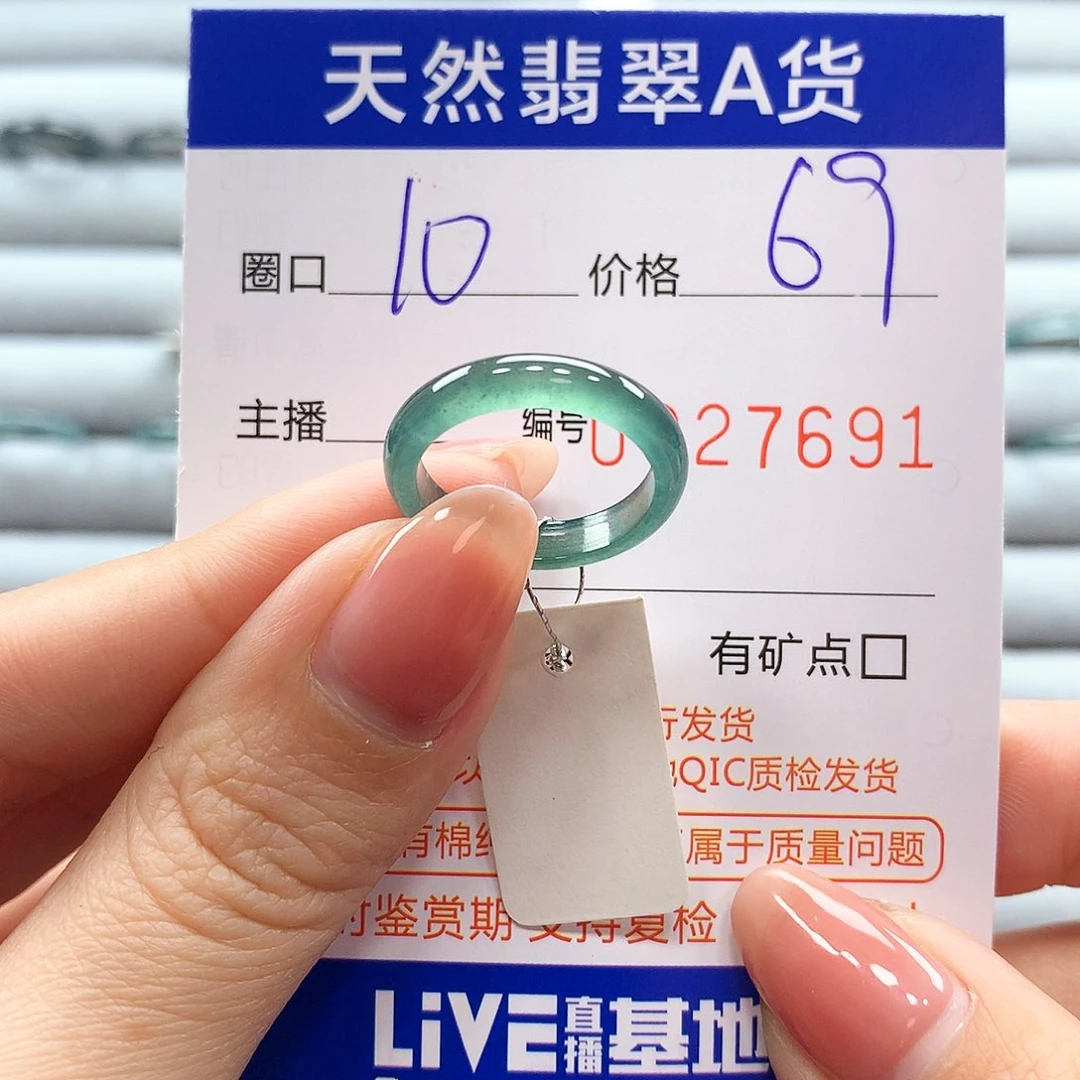 天然翡翠A货
圈口 10 价格 69
主播 编号 27691
有矿点□
发货
QIC质检发货
有棉 属于质量问题
鉴赏期 支持复检
LiVE直播基地